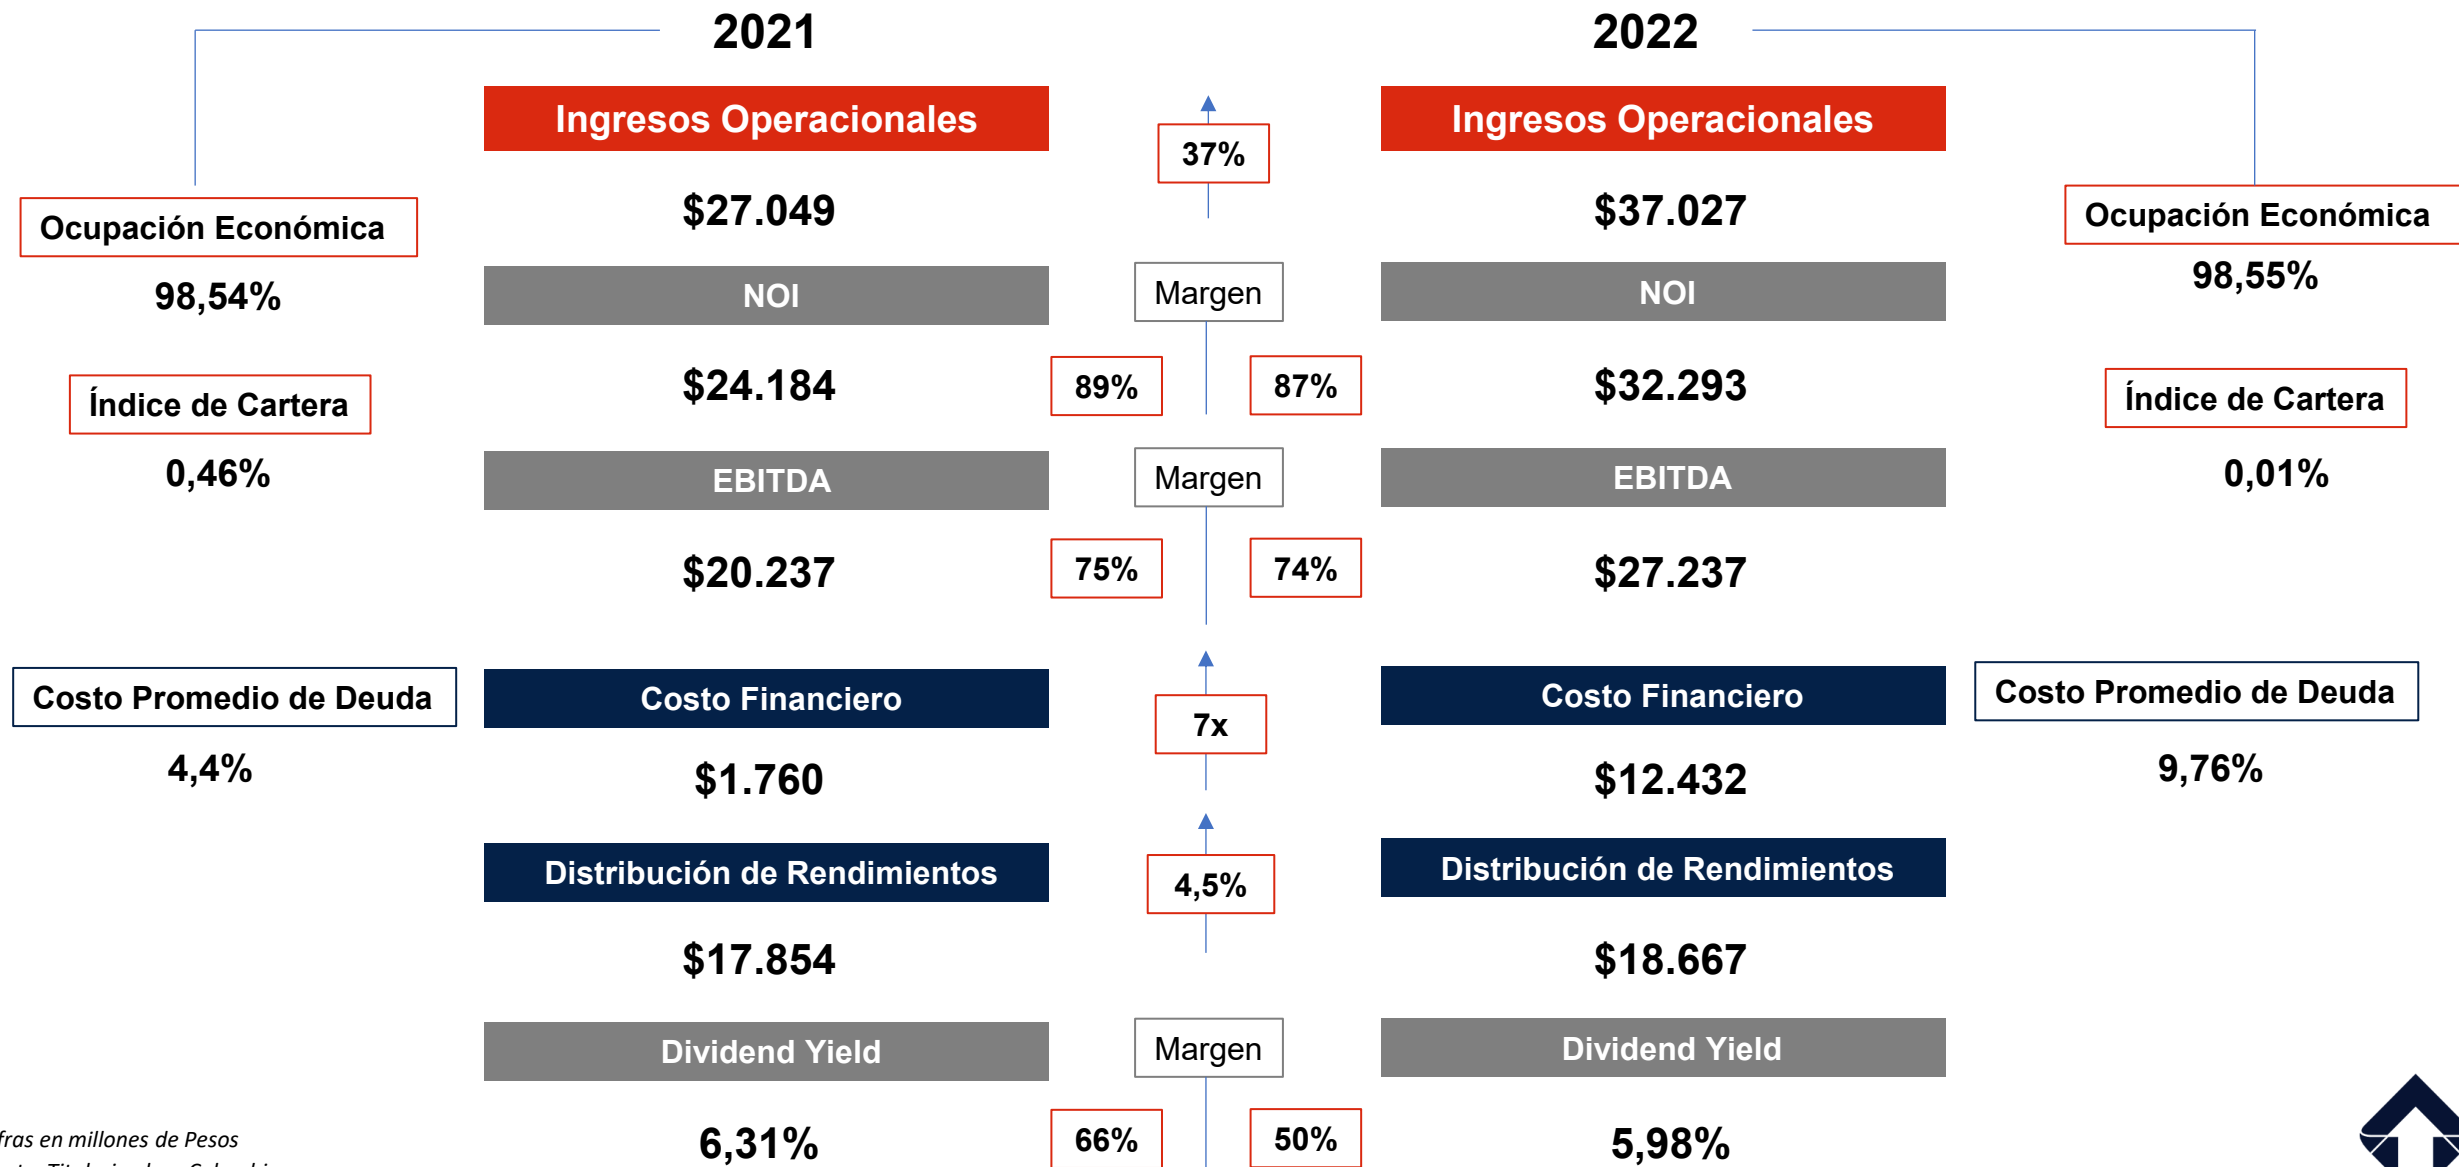 2021
2022
Ingresos Operacionales
37%
Ingresos Operacionales
$27.049
$37.027
Ocupación Económica
98,54%
Ocupación Económica
98,55%
NOI
Margen
NOI
$24.184
89%
87%
$32.293
Índice de Cartera
0,46%
Índice de Cartera
0,01%
EBITDA
Margen
EBITDA
$20.237
75%
74%
$27.237
Costo Promedio de Deuda
4,4%
Costo Financiero
7x
Costo Financiero
Costo Promedio de Deuda
9,76%
$1.760
$12.432
Distribución de Rendimientos
4,5%
Distribución de Rendimientos
$17.854
$18.667
Dividend Yield
Margen
Dividend Yield
6,31%
66%
50%
5,98%
fras en millones de Pesos